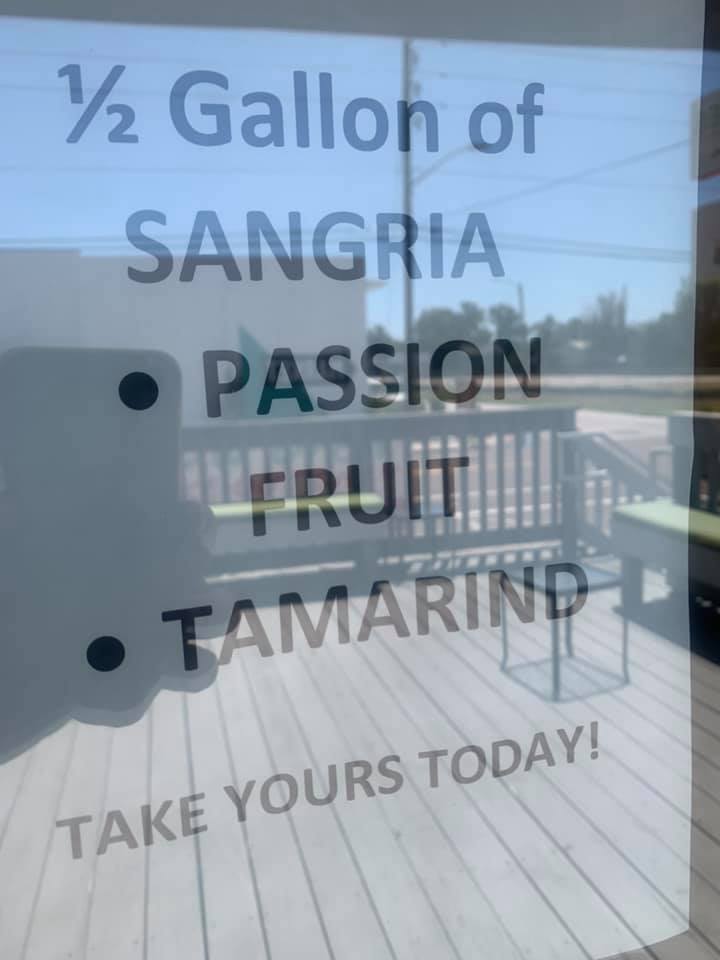 ½ Gallon of
SANGRIA
• PASSION
FRUIT
• TAMARIND
TAKE YOURS TODAY!